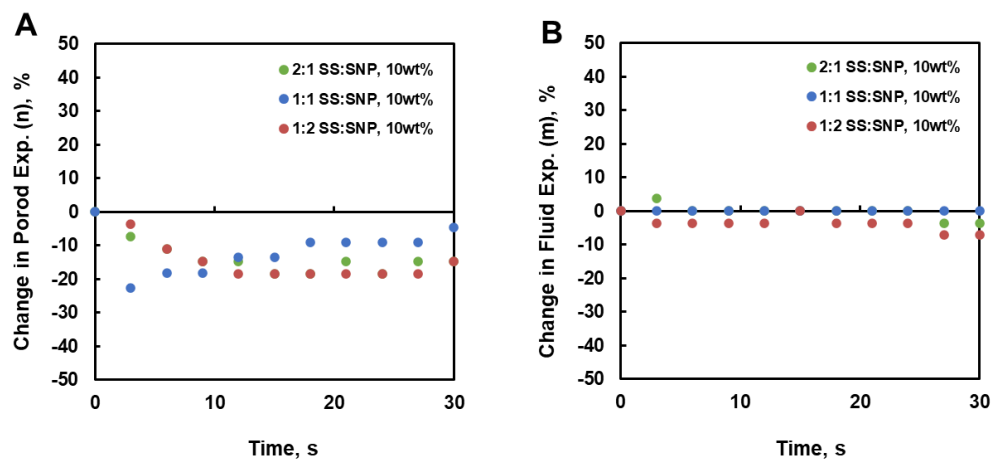 A
Change in Porod Exp. (n), %
50
40
30
20
10
0
-10
-20
-30
-40
-50
2:1 SS:SNP, 10wt%
1:1 SS:SNP, 10wt%
1:2 SS:SNP, 10wt%
0
10
20
30
Time, s
B
Change in Fluid Exp. (m), %
50
40
30
20
10
0
-10
-20
-30
-40
-50
2:1 SS:SNP, 10wt%
1:1 SS:SNP, 10wt%
1:2 SS:SNP, 10wt%
0
10
20
30
Time, s